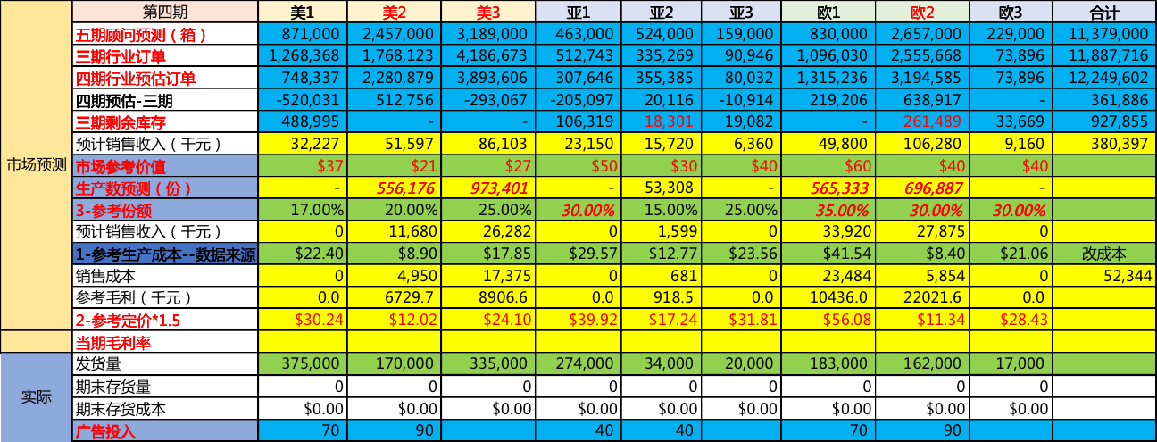 第四期 美1 美2 美3 亚1 亚2 亚3 欧1 欧2 欧3 合计
五期顾问预测（箱） 871,000 2,457,000 3,189,000 463,000 524,000 159,000 830,000 2,657,000 229,000 11,379,000
三期行业订单 1,268,368 1,768,123 4,186,673 512,743 335,269 90,946 1,096,030 2,555,668 73,896 11,887,716
四期行业预估订单 748,337 2,280,879 3,893,606 307,646 355,385 80,032 1,315,236 3,194,585 73,896 12,249,602
四期预估-三期 -520,031 512,756 -293,067 -205,097 20,116 -10,914 219,206 638,917 - 361,886
三期剩余库存 488,995 - - 106,319 18,301 19,082 - 261,489 33,669 927,855
预计销售收入（千元） 32,227 51,597 86,103 23,150 15,720 6,360 49,800 106,280 9,160 380,397
市场预测
市场参考价值 $37 $21 $27 $50 $30 $40 $60 $40 $40
生产数预测（份） - 556,176 973,401 - 53,308 - 565,333 696,887 -
3-参考份额 17.00% 20.00% 25.00% 30.00% 15.00% 25.00% 35.00% 30.00% 30.00%
预计销售收入（千元） 0 11,680 26,282 0 1,599 0 33,920 27,875 0
1-参考生产成本--数据来源 $22.40 $8.90 $17.85 $29.57 $12.77 $23.56 $41.54 $8.40 $21.06 改成本
销售成本 0 4,950 17,375 0 681 0 23,484 5,854 0 52,344
参考毛利（千元） 0.0 6729.7 8906.6 0.0 918.5 0.0 10436.0 22021.6 0.0
2-参考定价*1.5 $30.24 $12.02 $24.10 $39.92 $17.24 $31.81 $56.08 $11.34 $28.43
当期毛利率
发货量 375,000 170,000 335,000 274,000 34,000 20,000 183,000 162,000 17,000
实际
期末存货量 0 0 0 0 0 0 0 0 0
期末存货成本 $0.00 $0.00 $0.00 $0.00 $0.00 $0.00 $0.00 $0.00 $0.00
广告投入 70 90 40 40 70 90